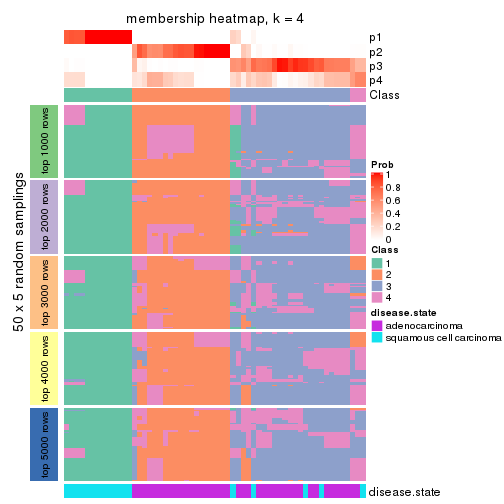 membership heatmap, k = 4
p1
p2
p3
p4
Class
50 x 5 random samplings
top 1000 rows
top 2000 rows
top 3000 rows
top 4000 rows
top 5000 rows
Prob
1
0.8
0.6
0.4
0.2
0
Class
1
2
3
4
disease.state
adenocarcinoma
squamous cell carcinoma
disease.state